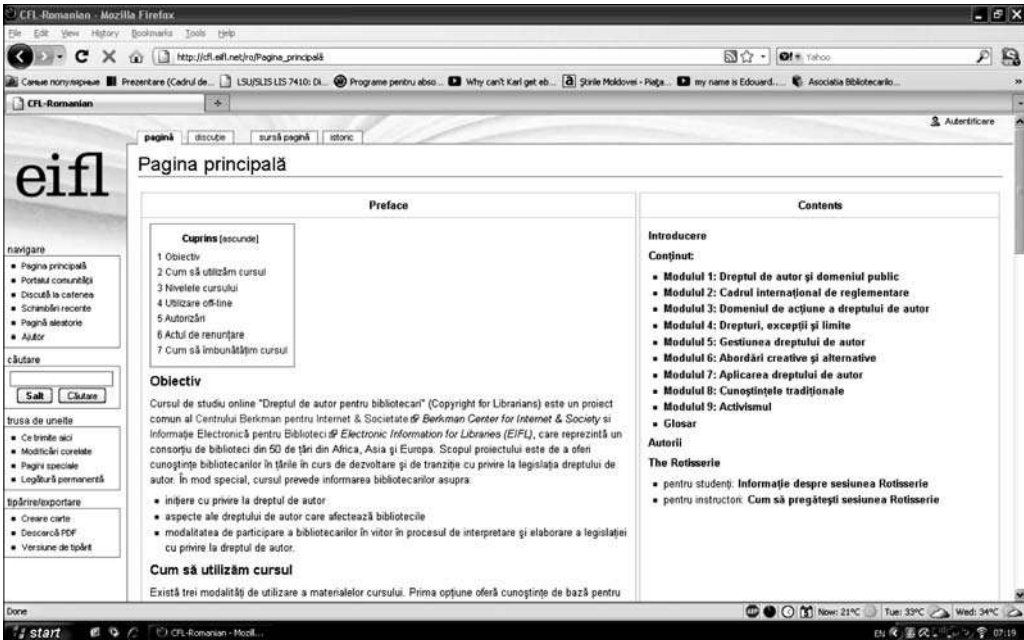 CFL-Romanian - Mozilla Firefox
File Edit View History Bookmarks Tools Help
http://cfl.eifl.net/ro/Pagina_principală
Yahoo
Самые популярные Prezentare (Cadrul de... LSU/SLIS LIS 7410: Di... Programe pentru abso... Why can't Karl get eb... Știrile Moldovei - Piața... my name is Edouard.... Asociatia Bibliotecarilo...
CFL-Romanian
Autentificare
pagină discuție sursă pagină istoric
eifl
Pagina principală
navigare
Pagina principală
Portalul comunității
Discută la cafenea
Schimbări recente
Pagină aleatorie
Ajutor
căutare
Salt Căutare
trusa de unelte
Ce trimite aici
Modificări corelate
Pagini speciale
Legătură permanentă
tipărire/exportare
Creare carte
Descarcă PDF
Versiune de tipărit
Preface
Cuprins [ascunde]
1 Obiectiv
2 Cum să utilizăm cursul
3 Nivelele cursului
4 Utilizare off-line
5 Autorizări
6 Actul de renunțare
7 Cum să îmbunătățim cursul
Obiectiv
Cursul de studiu online "Dreptul de autor pentru bibliotecari" (Copyright for Librarians) este un proiect
comun al Centrului Berkman pentru Internet & Societate Berkman Center for Internet & Society și
Informație Electronică pentru Biblioteci Electronic Information for Libraries (EIFL), care reprezintă un
consorțiu de biblioteci din 50 de țări din Africa, Asia și Europa. Scopul proiectului este de a oferi
cunoștințe bibliotecarilor în țările în curs de dezvoltare și de tranziție cu privire la legislația dreptului de
autor. În mod special, cursul prevede informarea bibliotecarilor asupra:
inițiere cu privire la dreptul de autor
aspecte ale dreptului de autor care afectează bibliotecile
modalitatea de participare a bibliotecarilor în viitor în procesul de interpretare și elaborare a legislației
cu privire la dreptul de autor.
Cum să utilizăm cursul
Există trei modalități de utilizare a materialelor cursului. Prima opțiune oferă cunoștințe de bază pentru
Contents
Introducere
Conținut:
Modulul 1: Dreptul de autor și domeniul public
Modulul 2: Cadrul internațional de reglementare
Modulul 3: Domeniul de acțiune a dreptului de autor
Modulul 4: Drepturi, excepții și limite
Modulul 5: Gestiunea dreptului de autor
Modulul 6: Abordări creative și alternative
Modulul 7: Aplicarea dreptului de autor
Modulul 8: Cunoștințele tradiționale
Modulul 9: Activismul
Glosar
Autorii
The Rotisserie
pentru studenți: Informație despre sesiunea Rotisserie
pentru instructori: Cum să pregătești sesiunea Rotisserie
Done
Now: 21°C Tue: 33°C Wed: 34°C
start
CFL-Romanian - Mozill...
EN
07:19